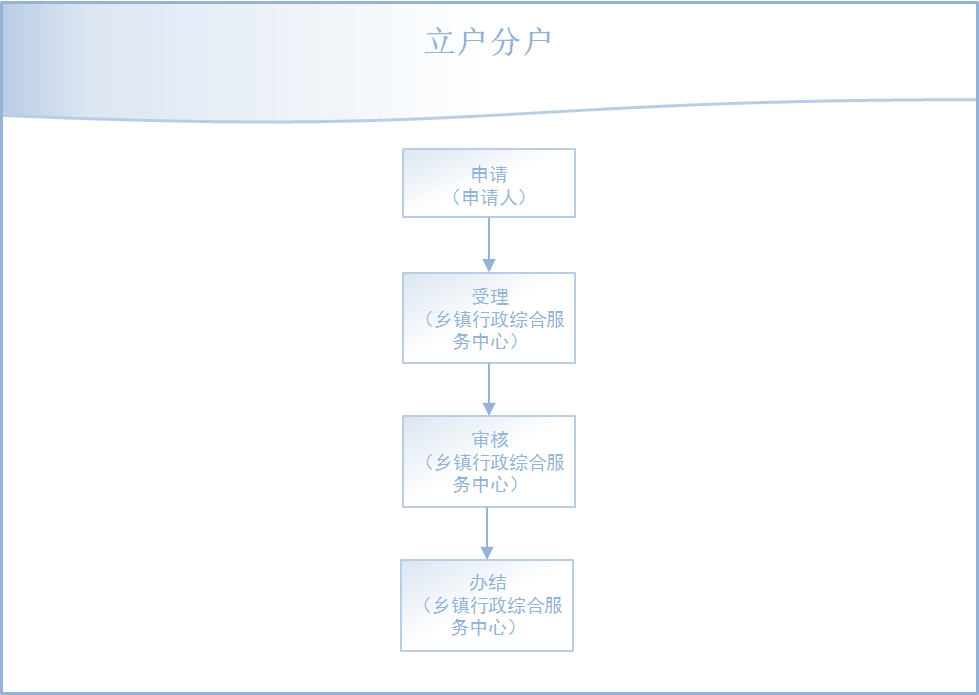 立户分户
申请
（申请人）
受理
（乡镇行政综合服
务中心）
审核
（乡镇行政综合服
务中心）
办结
（乡镇行政综合服
务中心）